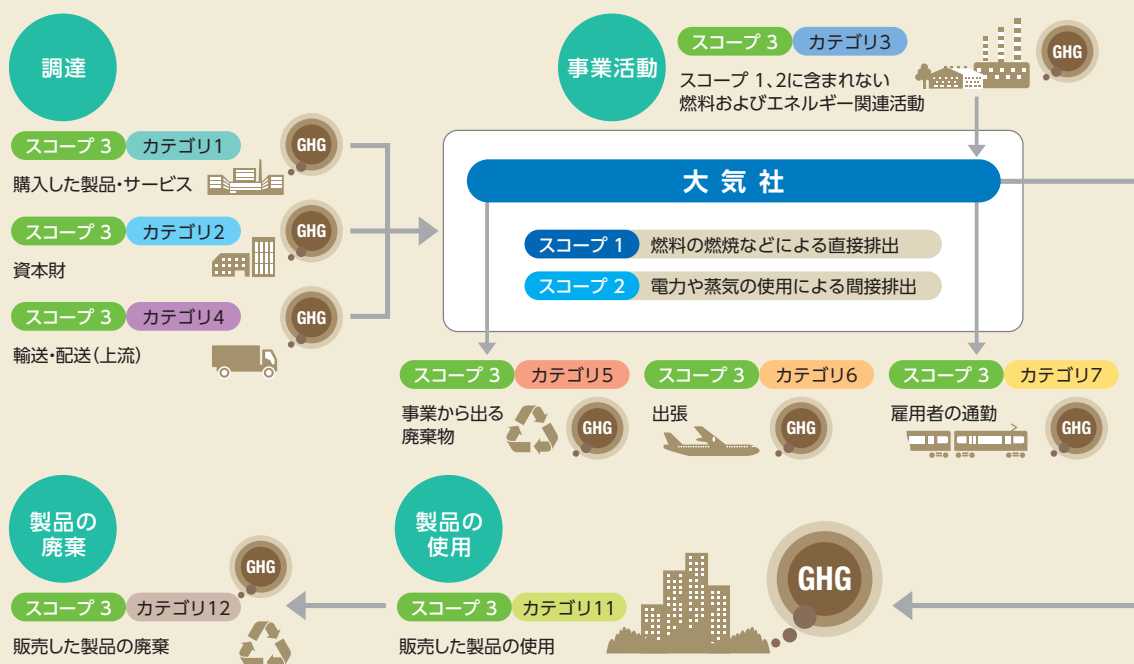 調達
スコープ 3 カテゴリ1
GHG
購入した製品・サービス
スコープ 3 カテゴリ2
GHG
資本財
スコープ 3 カテゴリ4
GHG
輸送・配送(上流)
事業活動
スコープ 3 カテゴリ3
GHG
スコープ 1、2に含まれない
燃料およびエネルギー関連活動
大気社
スコープ 1 燃料の燃焼などによる直接排出
スコープ 2 電力や蒸気の使用による間接排出
スコープ 3 カテゴリ5
事業から出る
廃棄物
GHG
スコープ 3 カテゴリ6
出張
GHG
スコープ 3 カテゴリ7
雇用者の通勤
GHG
製品の
廃棄
GHG
スコープ 3 カテゴリ12
販売した製品の廃棄
製品の
使用
GHG
スコープ 3 カテゴリ11
販売した製品の使用